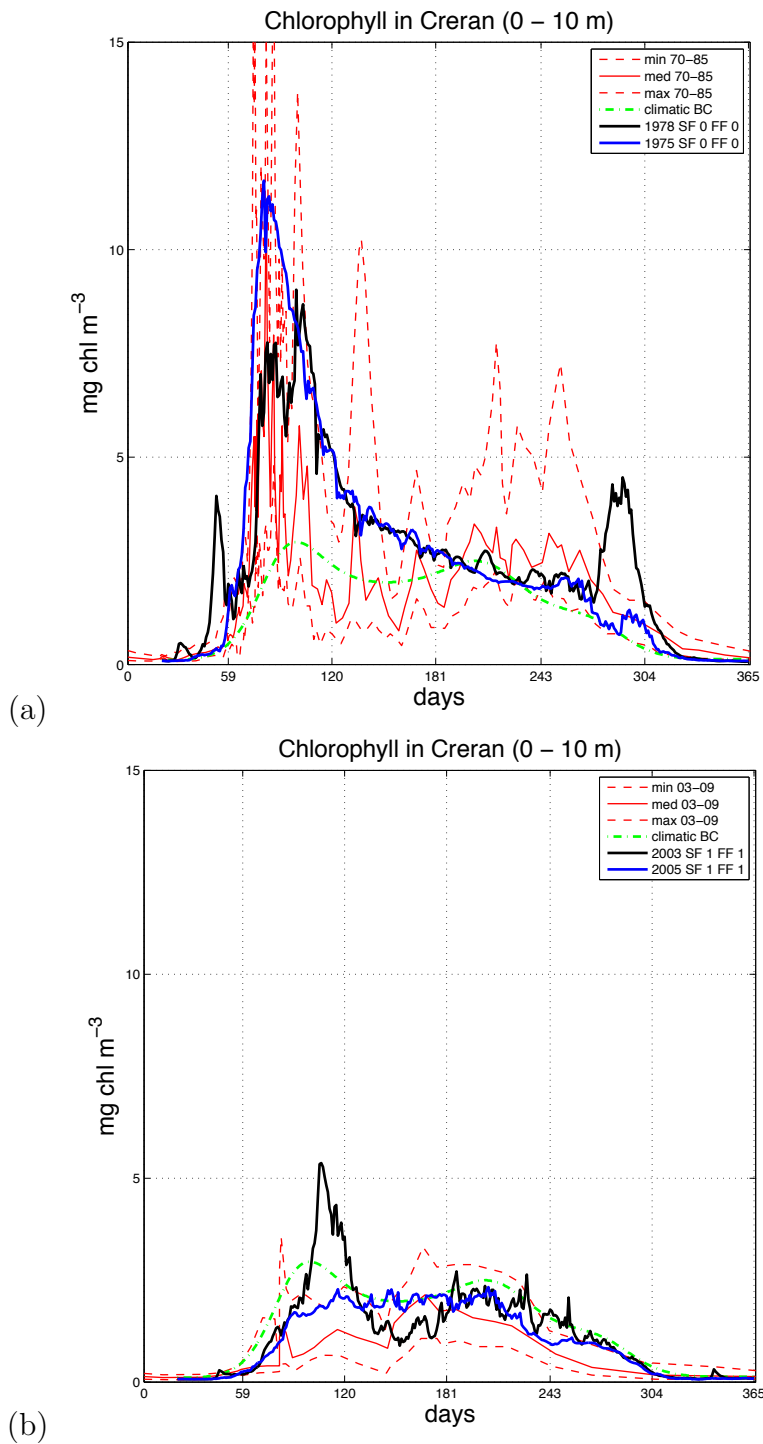 Chlorophyll in Creran (0 − 10 m)
15
10
5
0
mg chl m⁻³
min 70−85
med 70−85
max 70−85
climatic BC
1978 SF 0 FF 0
1975 SF 0 FF 0
0 59 120 181 243 304 365
days
(a)
Chlorophyll in Creran (0 − 10 m)
15
10
5
0
mg chl m⁻³
min 03−09
med 03−09
max 03−09
climatic BC
2003 SF 1 FF 1
2005 SF 1 FF 1
0 59 120 181 243 304 365
days
(b)